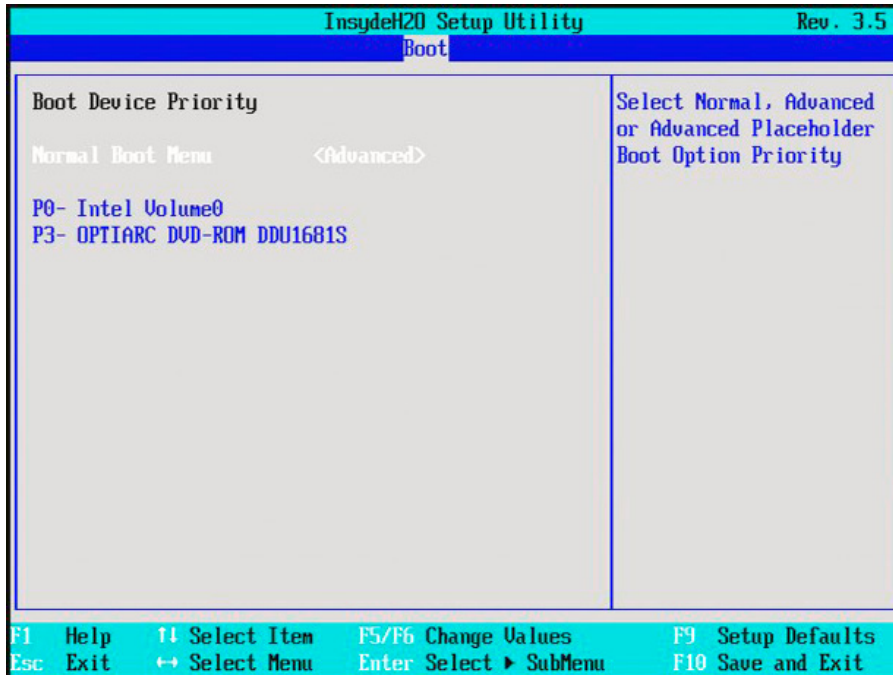 InsydeH2O Setup Utility Rev. 3.5
Boot
Boot Device Priority
Normal Boot Menu <Advanced>
P0- Intel Volume0
P3- OPTIARC DVD-ROM DDU1681S
Select Normal, Advanced
or Advanced Placeholder
Boot Option Priority
F1 Help ↑↓ Select Item F5/F6 Change Values F9 Setup Defaults
Esc Exit ↔ Select Menu Enter Select ▶ SubMenu F10 Save and Exit